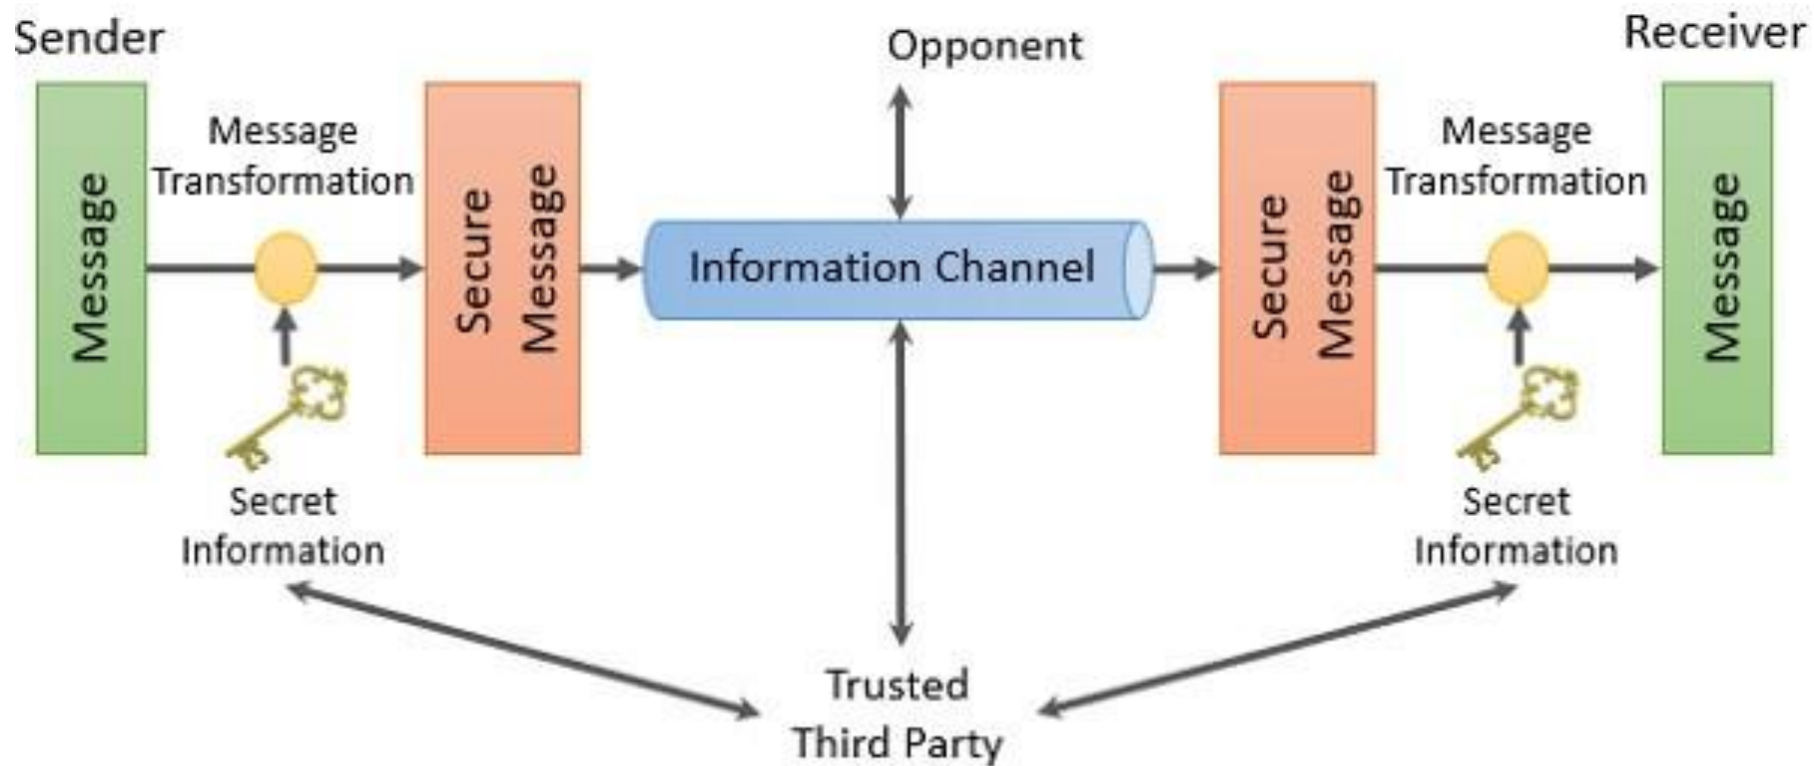 Sender
Opponent
Receiver
Message
Message
Transformation
Secure
Message
Information Channel
Secure
Message
Message
Transformation
Message
Secret
Information
Secret
Information
Trusted
Third Party